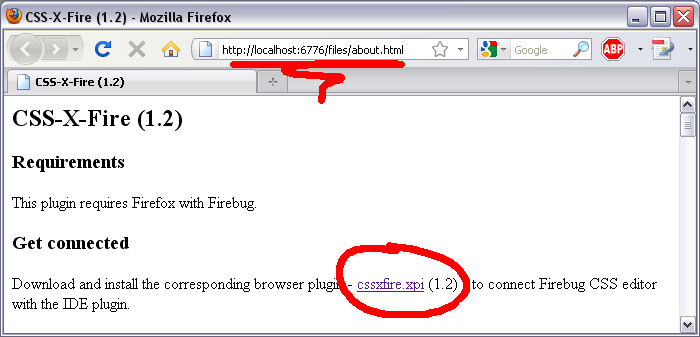 CSS-X-Fire (1.2) - Mozilla Firefox
http://localhost:6776/files/about.html
Google
ABP
CSS-X-Fire (1.2)
CSS-X-Fire (1.2)
Requirements
This plugin requires Firefox with Firebug.
Get connected
Download and install the corresponding browser plugin - cssxfire.xpi (1.2) to connect Firebug CSS editor
with the IDE plugin.